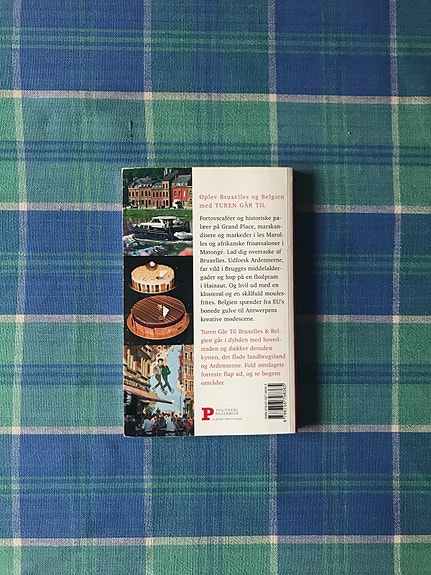 Oplev Bruxelles og Belgien
med TUREN GÅR TIL
Fortovscaféer og historiske pa-
læer på Grand-Place, marskan-
disere og markeder i les Marol-
les og afrikanske frisørsaloner i
Matongé. Lad dig overraske af
Bruxelles. Udforsk Ardennerne,
far vild i Brugges middelalder-
gader og hop på en flodpram
i Hainaut. Og hvil ud med en
klosterøl og en skålfuld moules-
frites. Belgien spænder fra EU's
bonede gulve til Antwerpens
kreative modescene.
Turen Går Til Bruxelles & Bel-
gien går i dybden med hoved-
staden og dækker desuden
kysten, det flade landbrugsland
og Ardennerne. Fold omslagets
forreste flap ud, og se bogens
området.
P
POLITIKENS
REJSEBØGER